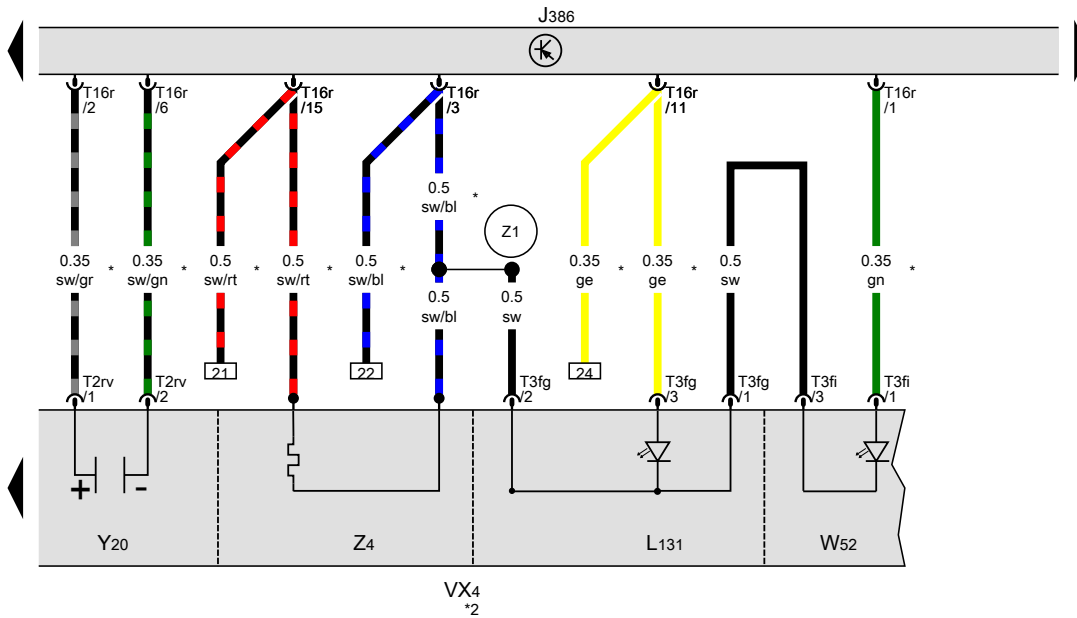 J386
T16r
/2
T16r
/6
T16r
/15
T16r
/3
T16r
/11
T16r
/1
0.5
sw/bl
*
Z1
0.35
sw/gr
*
0.35
sw/gn
*
0.5
sw/rt
*
0.5
sw/rt
0.5
sw/bl
*
0.5
sw/bl
0.5
sw
0.35
ge
*
0.35
ge
*
0.5
sw
0.35
gn
*
21
22
24
T2rv
/1
T2rv
/2
T3fg
/2
T3fg
/3
T3fg
/1
T3fi
/3
T3fi
/1
+ -
Y20
Z4
L131
W52
VX4
*2